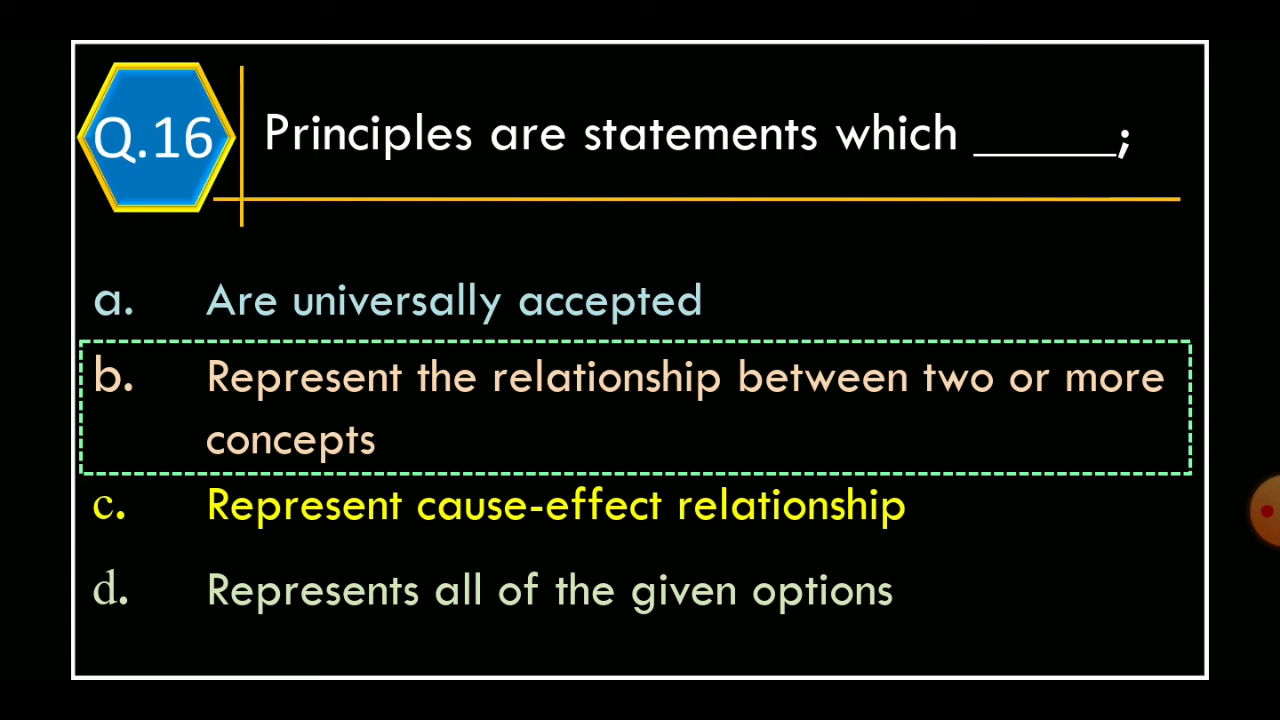 Q.16
Principles are statements which ______;
a. Are universally accepted
b. Represent the relationship between two or more
concepts
c. Represent cause-effect relationship
d. Represents all of the given options